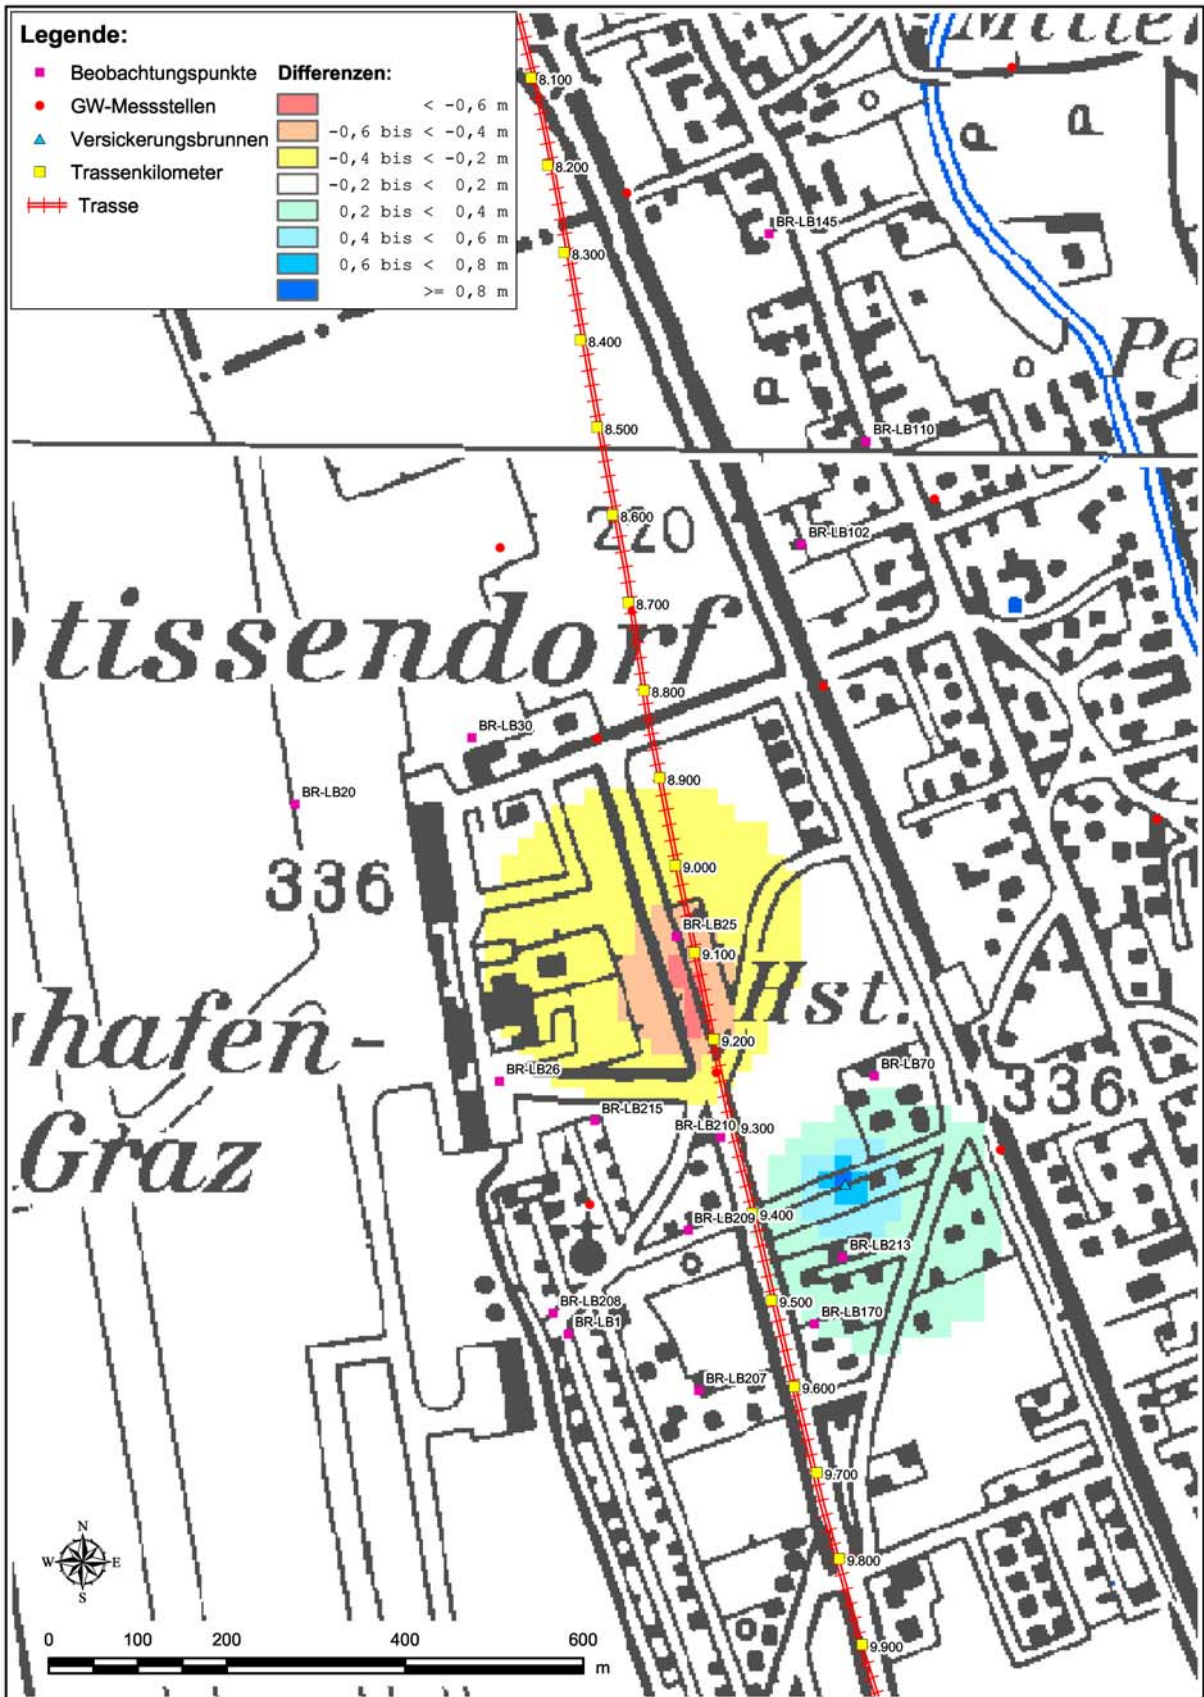 Legende:
Beobachtungspunkte
GW-Messstellen
Versickerungsbrunnen
Trassenkilometer
Trasse
Differenzen:
< -0,6 m
-0,6 bis < -0,4 m
-0,4 bis < -0,2 m
-0,2 bis < 0,2 m
0,2 bis < 0,4 m
0,4 bis < 0,6 m
0,6 bis < 0,8 m
>= 0,8 m
8.100
8.200
BR-LB145
8.300
8.400
Pe
8.500
BR-LB110
8.600
220
BR-LB102
8.700
tissendorf
8.800
BR-LB30
8.900
BR-LB20
9.000
336
BR-LB25
9.100
Hst.
hafen-
9.200
BR-LB26
BR-LB70
336
BR-LB215
BR-LB210
9.300
Graz
9.400
BR-LB209
BR-LB213
9.500
BR-LB208
BR-LB1
BR-LB170
BR-LB207
9.600
9.700
N
W E
S
9.800
0 100 200 400 600
m
9.900